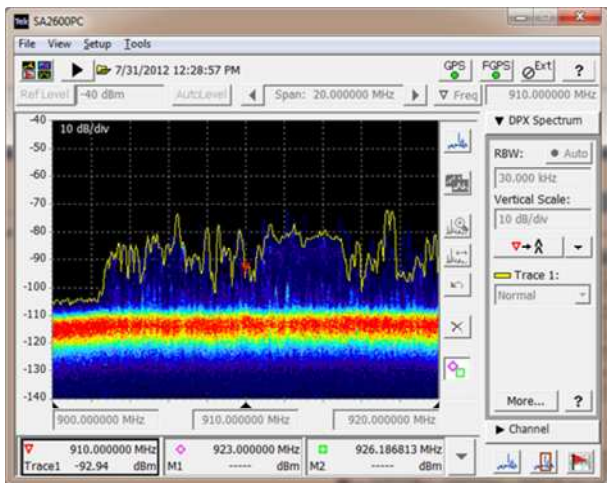 Tek SA2600PC
File View Setup Tools
7/31/2012 12:28:57 PM
GPS FGPS Ext ?
Ref Level -40 dBm AutoLevel Span: 20.000000 MHz Freq 910.000000 MHz
-40
10 dB/div
-50
-60
-70
-80
-90
-100
-110
-120
-130
-140
900.000000 MHz 910.000000 MHz 920.000000 MHz
910.000000 MHz 923.000000 MHz 926.186813 MHz
Trace1 -92.94 dBm M1 ----- dBm M2 ----- dBm
▼ DPX Spectrum
RBW: Auto
30.000 kHz
Vertical Scale:
10 dB/div
Trace 1:
Normal
More... ?
► Channel